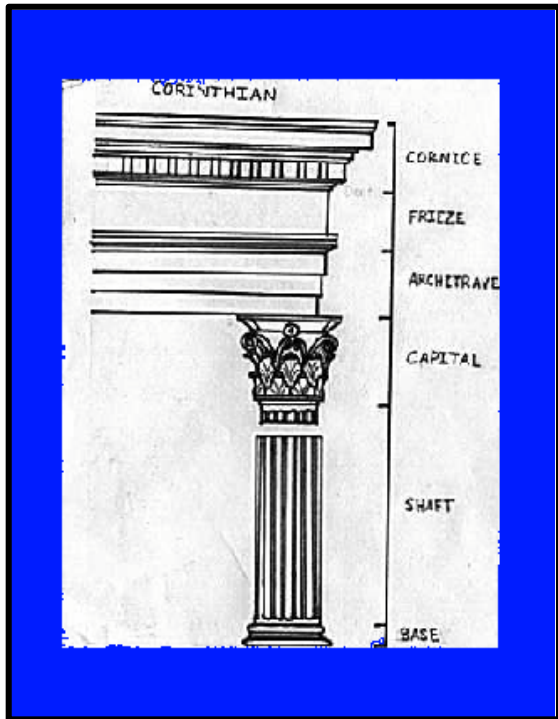 CORINTHIAN
CORNICE
FRIEZE
ARCHITRAVE
CAPITAL
SHAFT
BASE